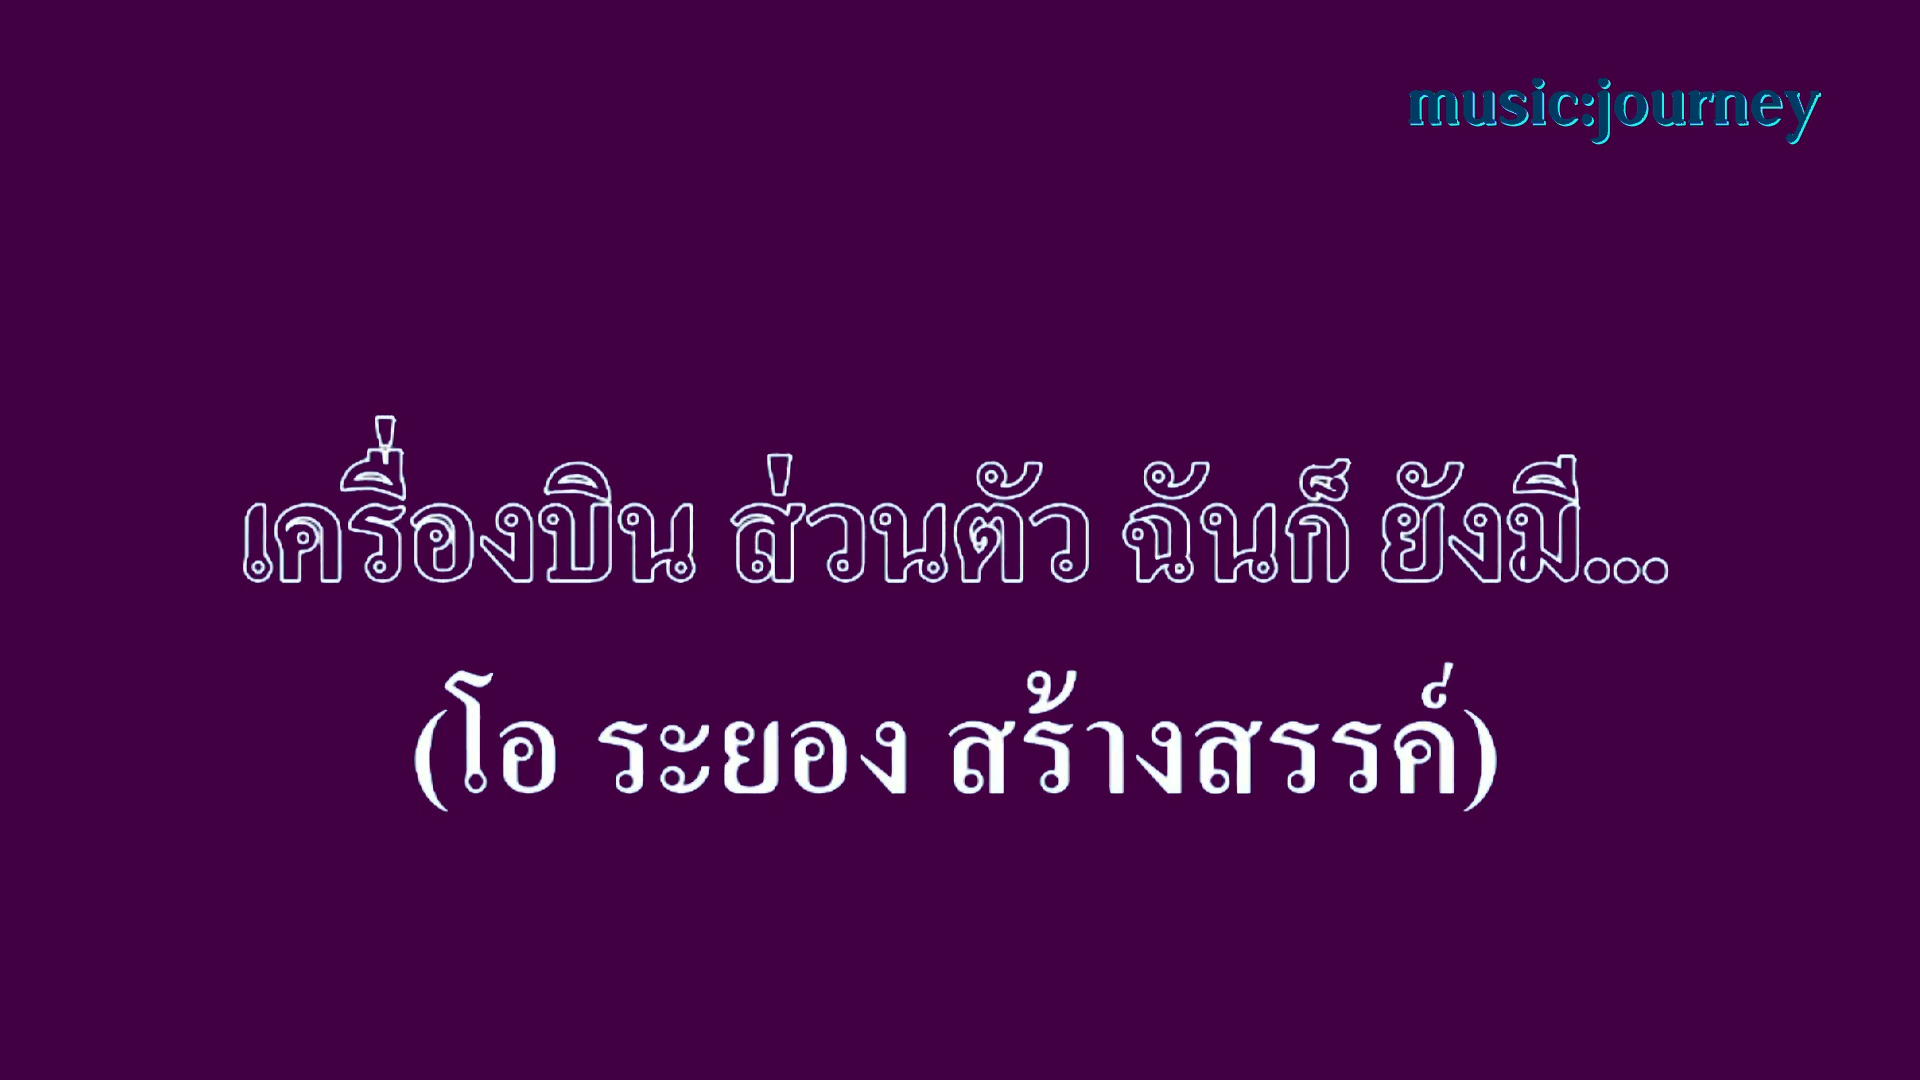 music:journey
เครื่องบิน ส่วนตัว ฉันก็ ยังมี...
(โอ ระยอง สร้างสรรค์)